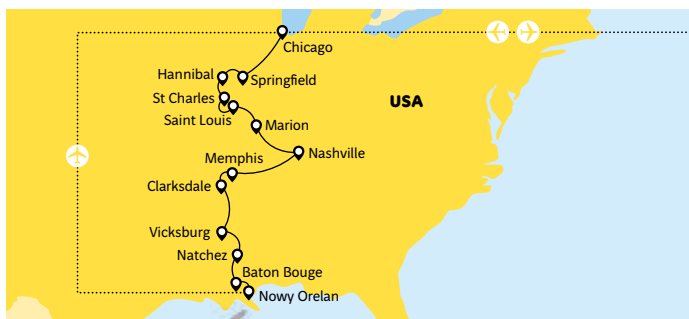 Chicago
Hannibal
Springfield
St Charles
USA
Saint Louis
Marion
Nashville
Memphis
Clarksdale
Vicksburg
Natchez
Baton Bouge
Nowy Orelan